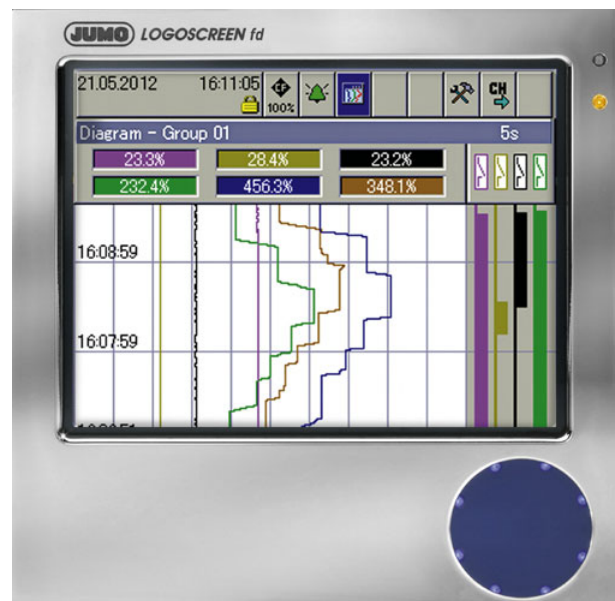 JUMO LOGOSCREEN fd
21.05.2012 16:11:05 CF 100% CH
Diagram - Group 01 5s
23.3% 28.4% 23.2%
232.4% 456.3% 348.1%
16:08:59
16:07:59